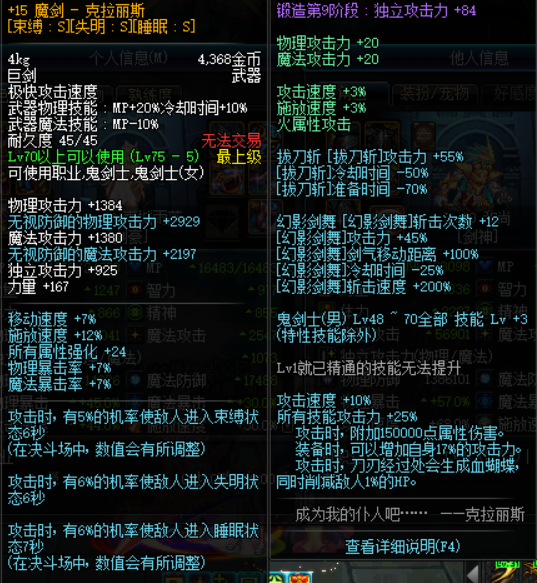 +15 魔剑 - 克拉丽斯
[束缚:S][失明:S][睡眠:S]
4kg
4,368金币
巨剑
武器
极快攻击速度
武器物理技能:MP+20%冷却时间+10%
武器魔法技能:MP-10%
耐久度 45/45
无法交易
Lv70以上可以使用 (Lv75 - 5)
最上级
可使用职业.鬼剑士.鬼剑士(女)
物理攻击力 +1384
无视防御的物理攻击力 +2929
魔法攻击力 +1380
无视防御的魔法攻击力 +2197
独立攻击力 +925
力量 +167
移动速度 +7%
施放速度 +12%
所有属性强化 +24
物理暴击率 +7%
魔法暴击率 +7%
攻击时,有5%的机率使敌人进入束缚状
态6秒
(在决斗场中,数值会有所调整)
攻击时,有6%的机率使敌人进入失明状
态6秒
攻击时,有6%的机率使敌人进入睡眠状
态7秒
(在决斗场中,数值会有所调整)
锻造第9阶段:独立攻击力 +84
物理攻击力 +20
魔法攻击力 +20
攻击速度 +3%
施放速度 +3%
火属性攻击
拔刀斩 [拔刀斩]攻击力 +55%
[拔刀斩]冷却时间 -50%
[拔刀斩]准备时间 -70%
幻影剑舞 [幻影剑舞]斩击次数 +12
[幻影剑舞]攻击力 +45%
[幻影剑舞]剑气移动距离 +100%
[幻影剑舞]冷却时间 -25%
[幻影剑舞]斩击速度 +200%
鬼剑士(男) Lv48 ~ 70全部 技能 Lv +3
(特性技能除外)
Lv1就已精通的技能无法提升
攻击速度 +10%
所有技能攻击力 +25%
攻击时,附加150000点属性伤害。
装备时,可以增加自身17%的攻击力。
攻击时,刀刃经过处会生成血蝴蝶,
同时削减敌人1%的HP。
成为我的仆人吧…… ——克拉丽斯
查看详细说明(F4)